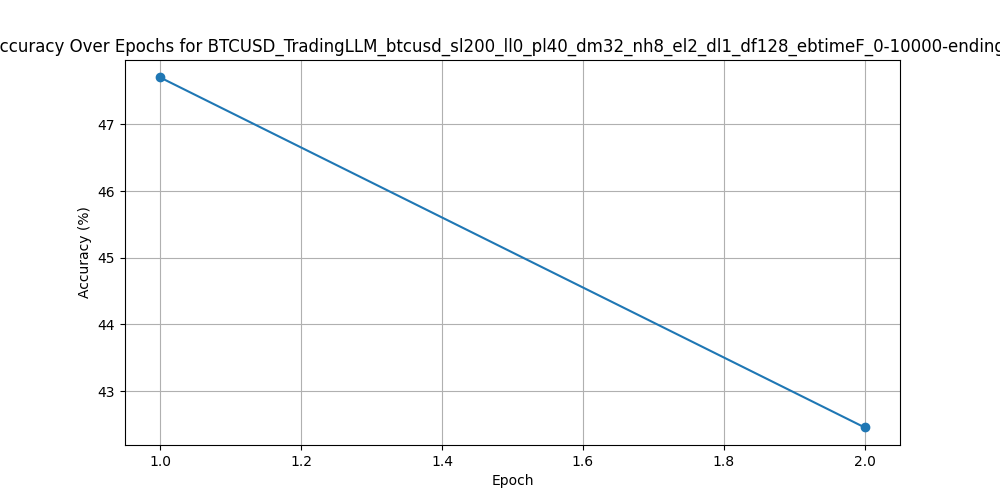 ccuracy Over Epochs for BTCUSD_TradingLLM_btcusd_sl200_ll0_pl40_dm32_nh8_el2_dl1_df128_ebtimeF_0-10000-ending
47
46
45
44
43
Accuracy (%)
1.0 1.2 1.4 1.6 1.8 2.0
Epoch